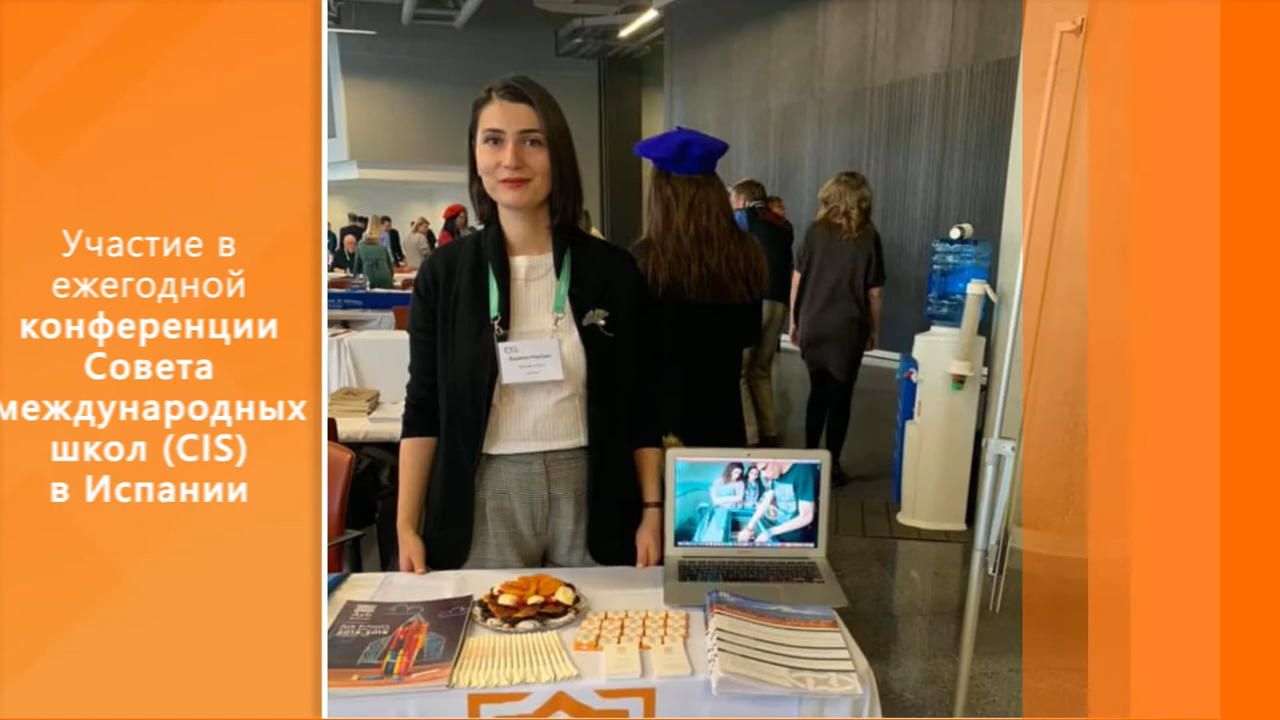 Участие в
ежегодной
конференции
Совета
международных
школ (CIS)
в Испании